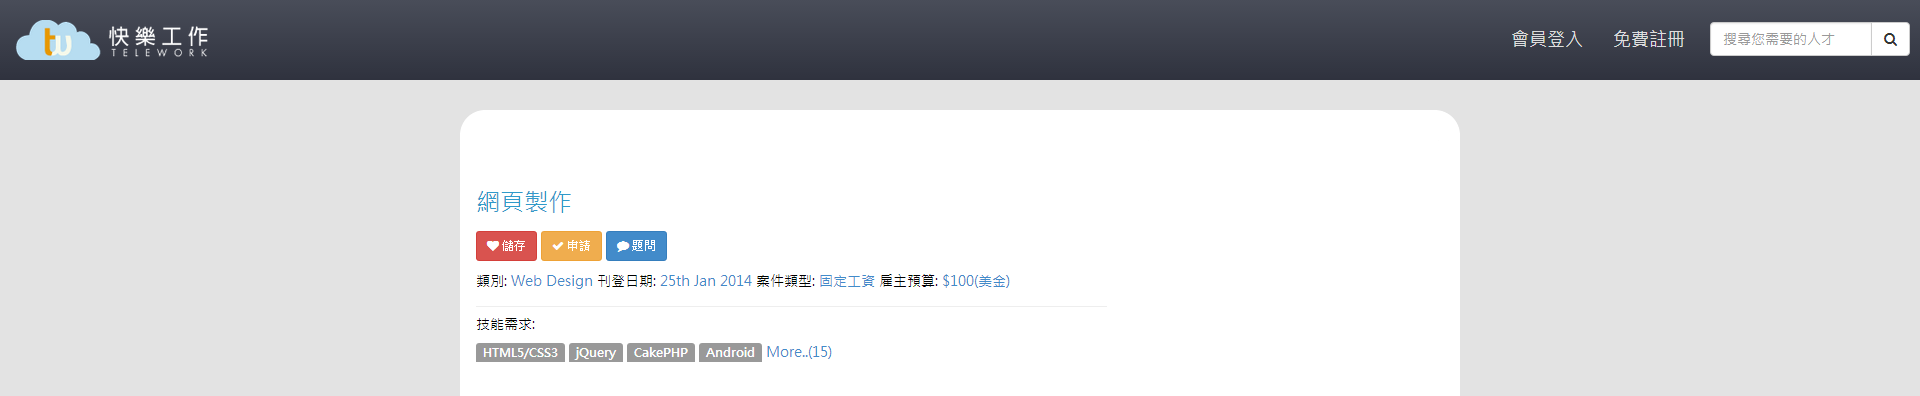 tw 快樂工作
TELEWORK
會員登入 免費註冊 搜尋您需要的人才
網頁製作
儲存 申請 題問
類別: Web Design 刊登日期: 25th Jan 2014 案件類型: 固定工資 雇主預算: $100(美金)
技能需求:
HTML5/CSS3 jQuery CakePHP Android More..(15)